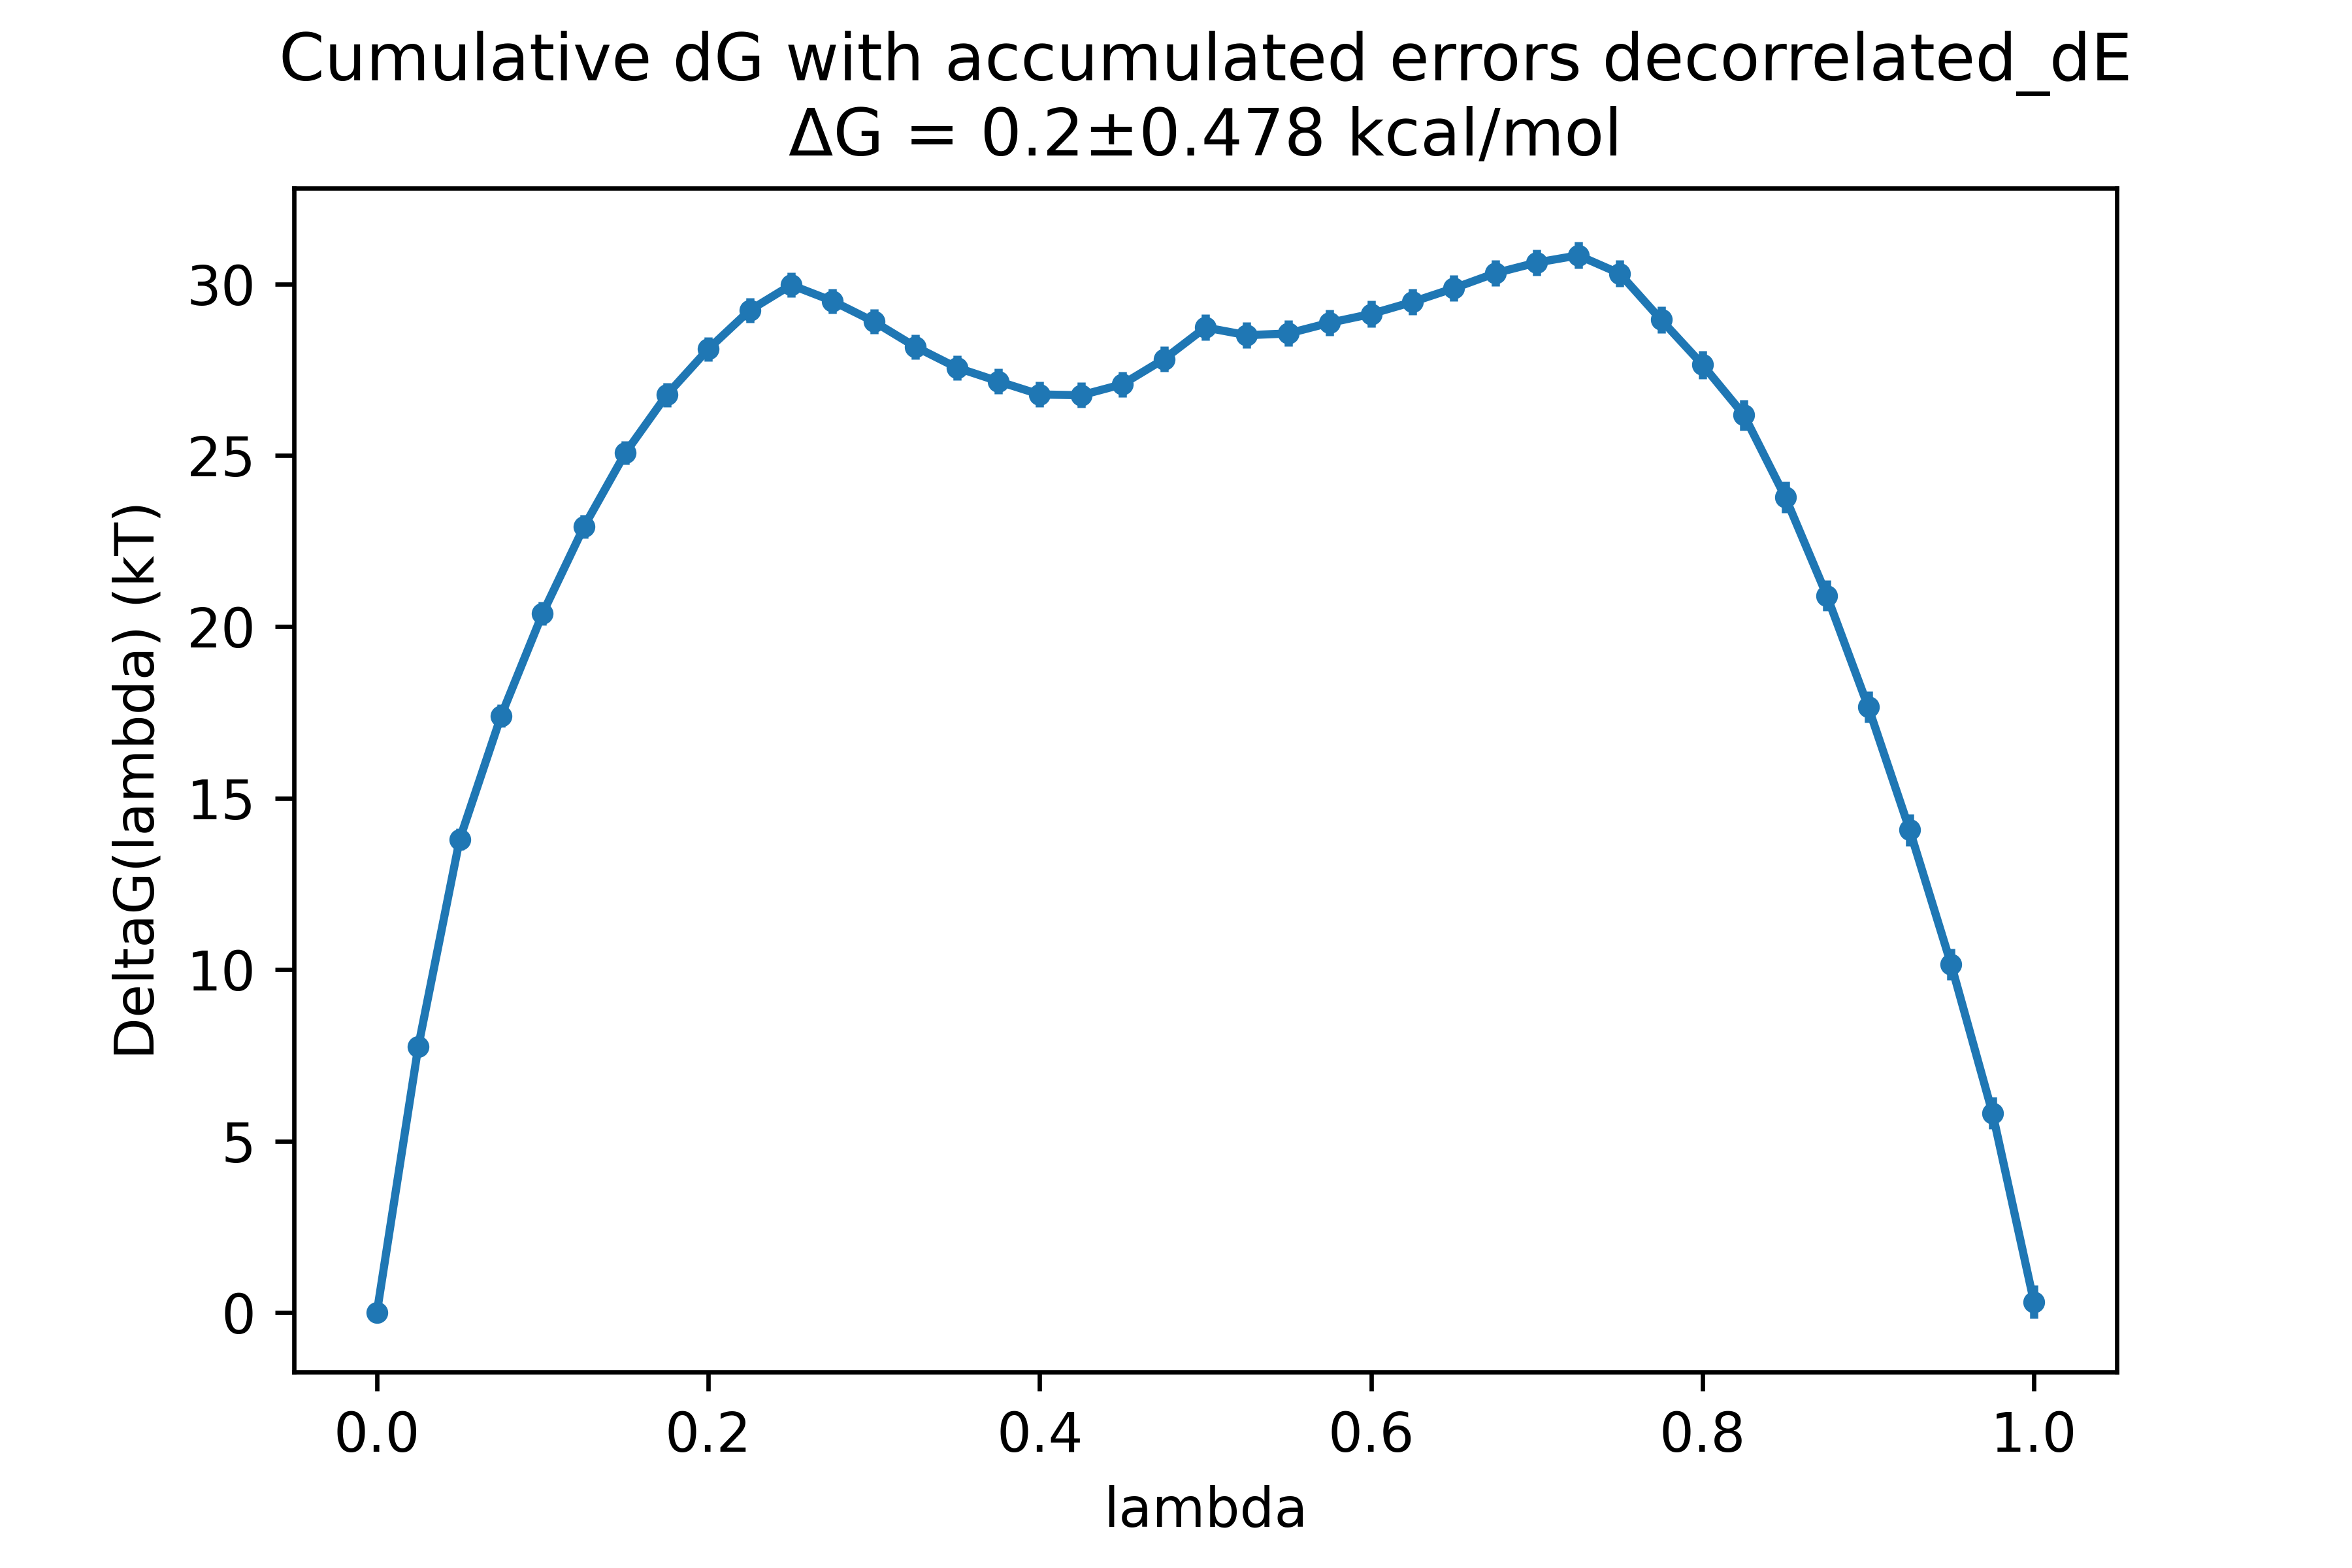 Cumulative dG with accumulated errors decorrelated_dE
ΔG = 0.2±0.478 kcal/mol
DeltaG(lambda) (kT)
30
25
20
15
10
5
0
0.0 0.2 0.4 0.6 0.8 1.0
lambda